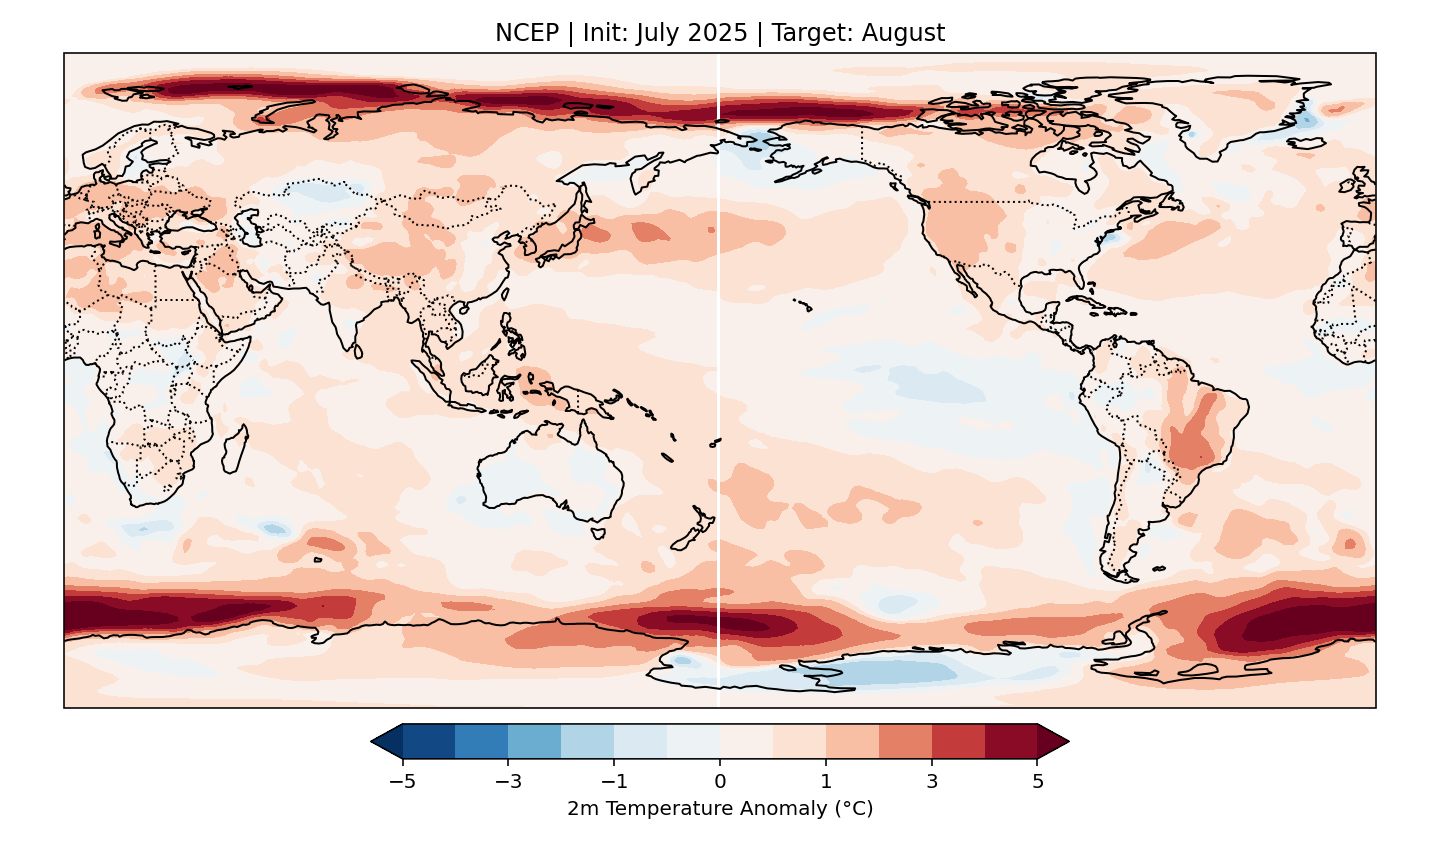 NCEP | Init: July 2025 | Target: August
−5 −3 −1 0 1 3 5
2m Temperature Anomaly (°C)